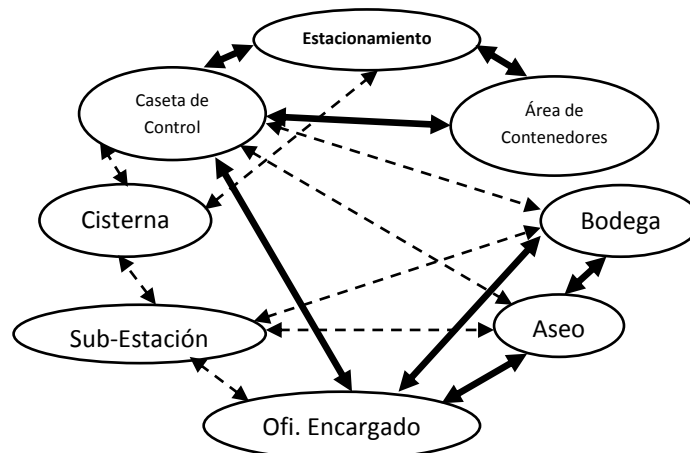 Estacionamiento
Caseta de
Control
Área de
Contenedores
Cisterna
Bodega
Sub-Estación
Aseo
Ofi. Encargado